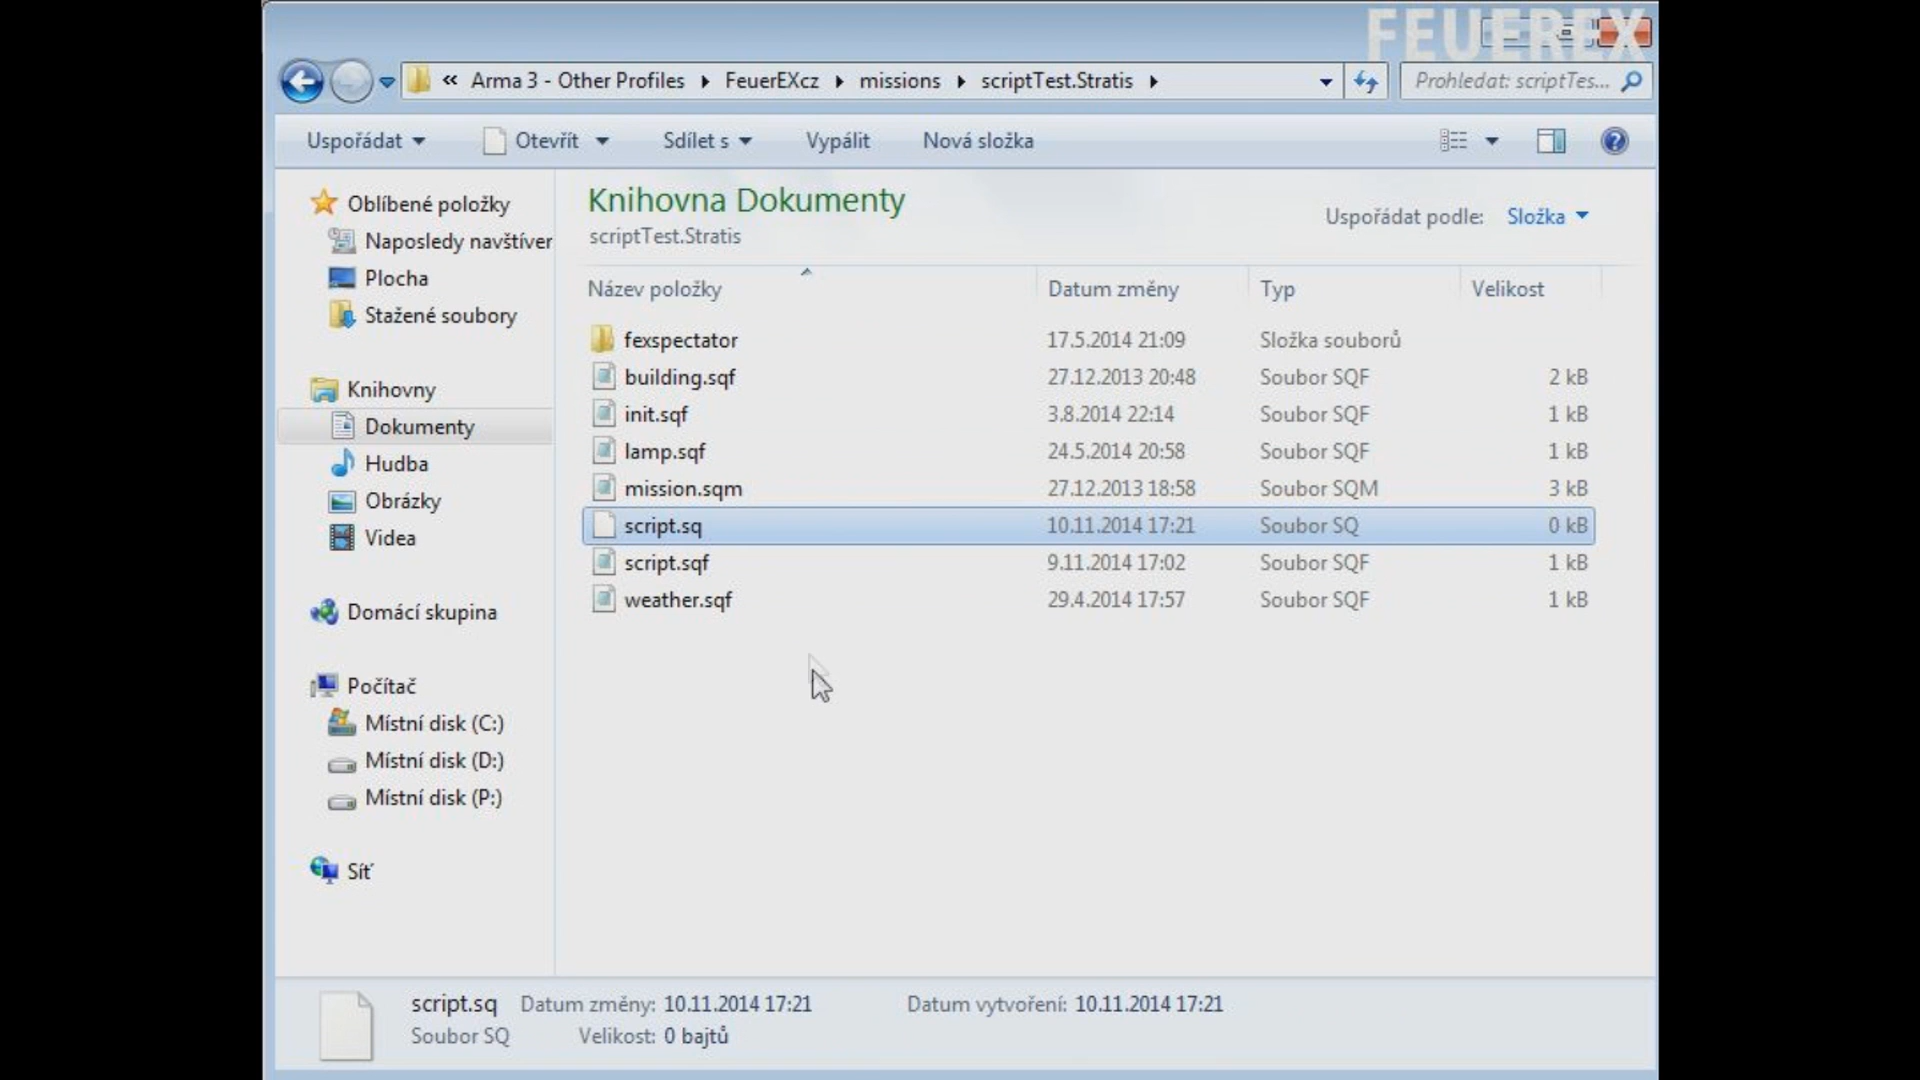 FEUEREX
« Arma 3 - Other Profiles FeuerEXcz missions scriptTest.Stratis
Prohledat: scriptTes...
Uspořádat Otevřít Sdílet s Vypálit Nová složka
Oblíbené položky
Naposledy navštíver
Plocha
Stažené soubory
Knihovny
Dokumenty
Hudba
Obrázky
Videa
Domácí skupina
Počítač
Místní disk (C:)
Místní disk (D:)
Místní disk (P:)
Síť
Knihovna Dokumenty
scriptTest.Stratis
Uspořádat podle: Složka
Název položky Datum změny Typ Velikost
fexspectator 17.5.2014 21:09 Složka souborů
building.sqf 27.12.2013 20:48 Soubor SQF 2 kB
init.sqf 3.8.2014 22:14 Soubor SQF 1 kB
lamp.sqf 24.5.2014 20:58 Soubor SQF 1 kB
mission.sqm 27.12.2013 18:58 Soubor SQM 3 kB
script.sq 10.11.2014 17:21 Soubor SQ 0 kB
script.sqf 9.11.2014 17:02 Soubor SQF 1 kB
weather.sqf 29.4.2014 17:57 Soubor SQF 1 kB
script.sq Datum změny: 10.11.2014 17:21 Datum vytvoření: 10.11.2014 17:21
Soubor SQ Velikost: 0 bajtů